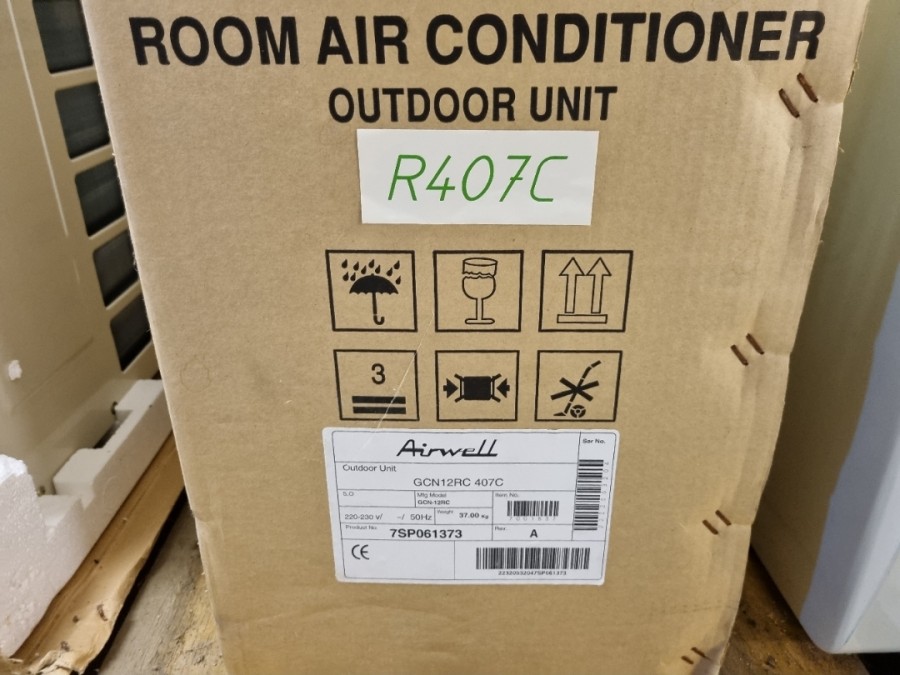 ROOM AIR CONDITIONER
OUTDOOR UNIT
R407C
3
Airwell
Ser No.
Outdoor Unit
GCN12RC 407C
S.O
Mfg Model
GCN-12RC
Item No.
220-230 V/ ~/ 50Hz
Weight 37.00 kg
Product No. 7SP061373
Rev. A
CE